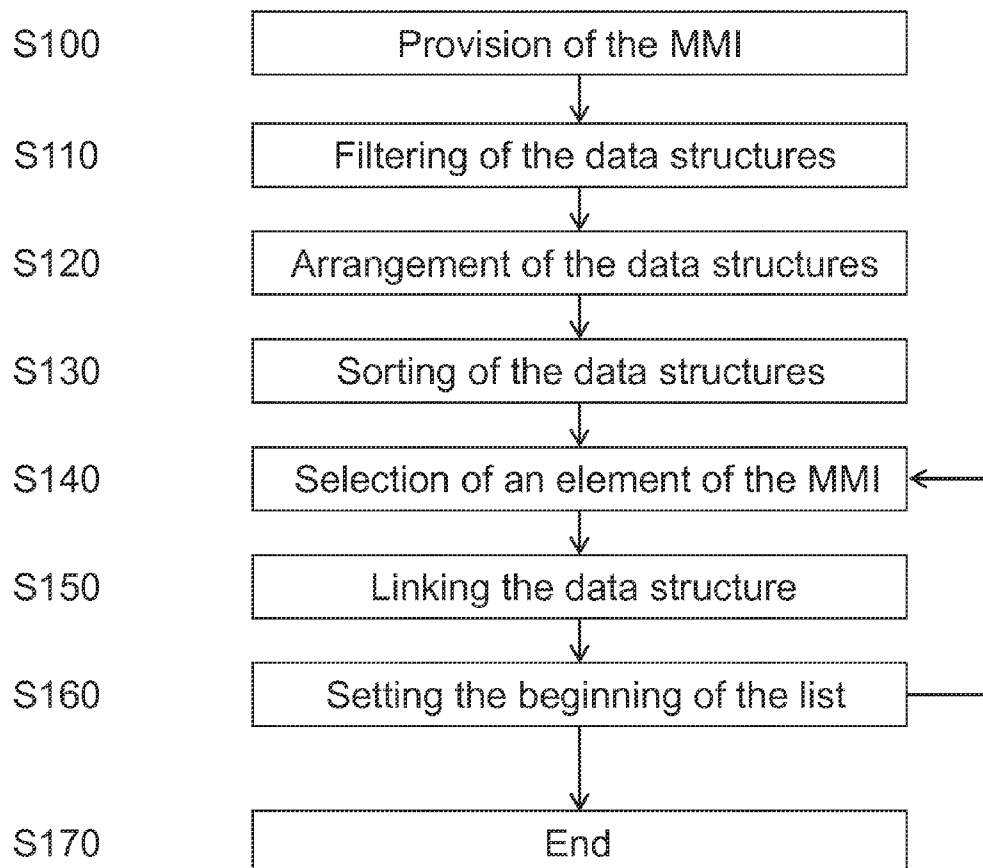 S100 Provision of the MMI
S110 Filtering of the data structures
S120 Arrangement of the data structures
S130 Sorting of the data structures
S140 Selection of an element of the MMI
S150 Linking the data structure
S160 Setting the beginning of the list
S170 End